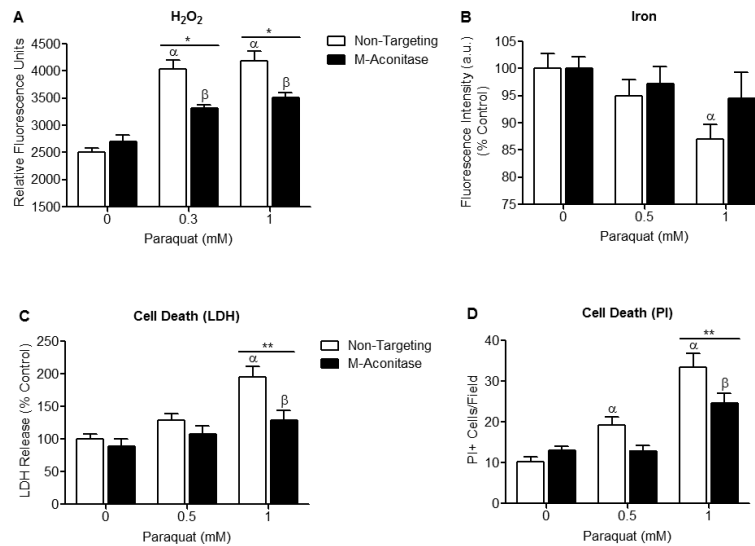 A
H₂O₂
Relative Fluorescence Units
4500
4000
3500
3000
2500
2000
1500
α
*
β
α
*
β
0
0.3
1
Paraquat (mM)
Non-Targeting
M-Aconitase
B
Iron
Fluorescence Intensity (a.u.)
(% Control)
105
100
95
90
85
80
75
α
0
0.5
1
Paraquat (mM)
C
Cell Death (LDH)
LDH Release (% Control)
250
200
150
100
50
0
**
α
β
0
0.5
1
Paraquat (mM)
Non-Targeting
M-Aconitase
D
Cell Death (PI)
PI+ Cells/Field
40
30
20
10
0
α
**
α
β
0
0.5
1
Paraquat (mM)